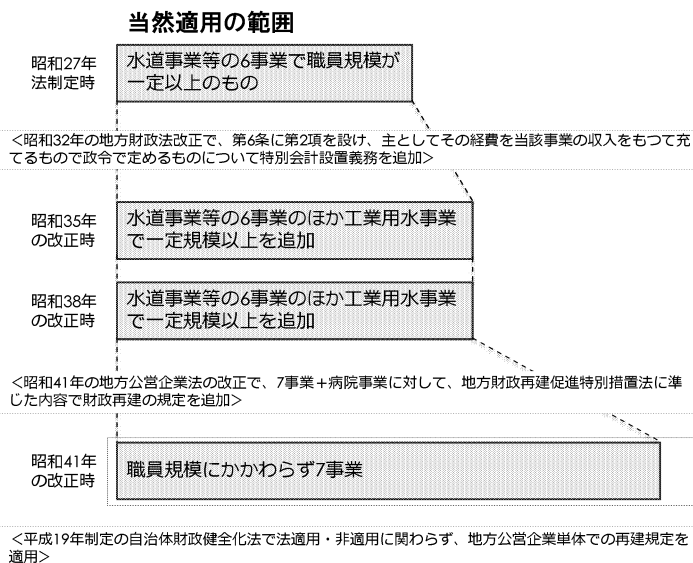 当然適用の範囲
昭和27年
法制定時
水道事業等の6事業で職員規模が
一定以上のもの
<昭和32年の地方財政法改正で、第6条に第2項を設け、主としてその経費を当該事業の収入をもつて充
てるもので政令で定めるものについて特別会計設置義務を追加>
昭和35年
の改正時
水道事業等の6事業のほか工業用水事業
で一定規模以上を追加
昭和38年
の改正時
水道事業等の6事業のほか工業用水事業
で一定規模以上を追加
<昭和41年の地方公営企業法の改正で、7事業+病院事業に対して、地方財政再建促進特別措置法に準
じた内容で財政再建の規定を追加>
昭和41年
の改正時
職員規模にかかわらず7事業
<平成19年制定の自治体財政健全化法で法適用・非適用に関わらず、地方公営企業単体での再建規定を
適用>